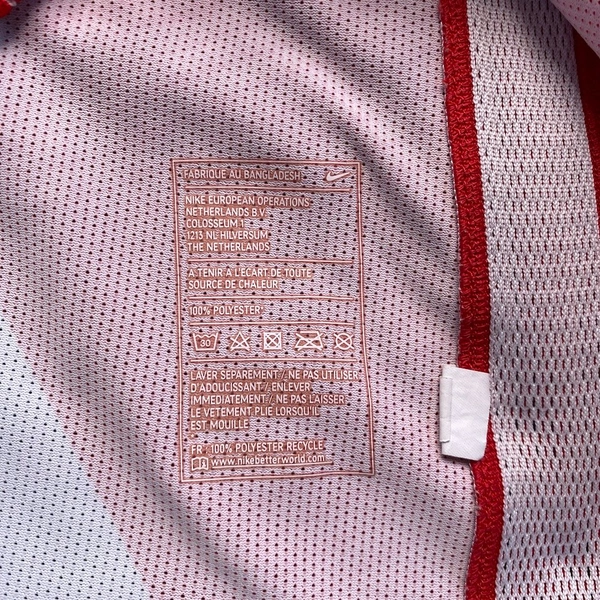 FABRIQUE AU BANGLADESH
NIKE EUROPEAN OPERATIONS
NETHERLANDS B.V.
COLOSSEUM 1
1213 NL HILVERSUM
THE NETHERLANDS
A TENIR A L'ECART DE TOUTE
SOURCE DE CHALEUR
100% POLYESTER
30
LAVER SEPAREMENT // NE PAS UTILISER
D'ADOUCISSANT // ENLEVER
IMMEDIATEMENT // NE PAS LAISSER
LE VETEMENT PLIE LORSQU'IL
EST MOUILLE
FR / 100% POLYESTER RECYCLE
www.nikebetterworld.com